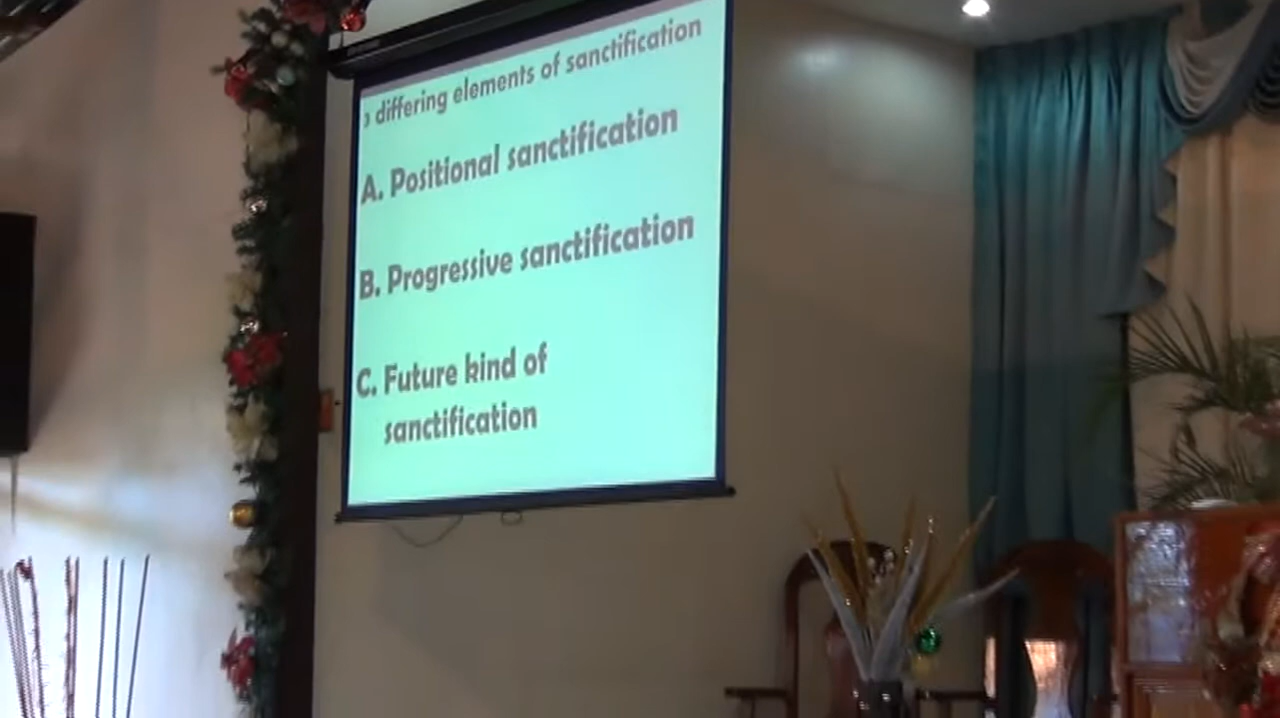 differing elements of sanctification
A. Positional sanctification
B. Progressive sanctification
C. Future kind of
sanctification